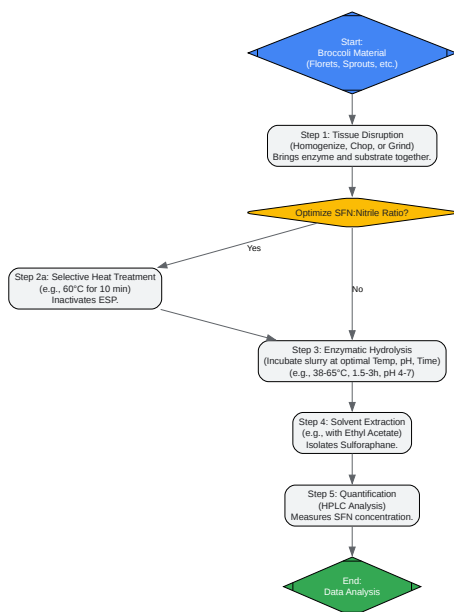 Start:
Broccoli Material
(Florets, Sprouts, etc.)
Step 1: Tissue Disruption
(Homogenize, Chop, or Grind)
Brings enzyme and substrate together.
Optimize SFN:Nitrile Ratio?
Yes
Step 2a: Selective Heat Treatment
(e.g., 60°C for 10 min)
Inactivates ESP.
No
Step 3: Enzymatic Hydrolysis
(Incubate slurry at optimal Temp, pH, Time)
(e.g., 38-65°C, 1.5-3h, pH 4-7)
Step 4: Solvent Extraction
(e.g., with Ethyl Acetate)
Isolates Sulforaphane.
Step 5: Quantification
(HPLC Analysis)
Measures SFN concentration.
End:
Data Analysis